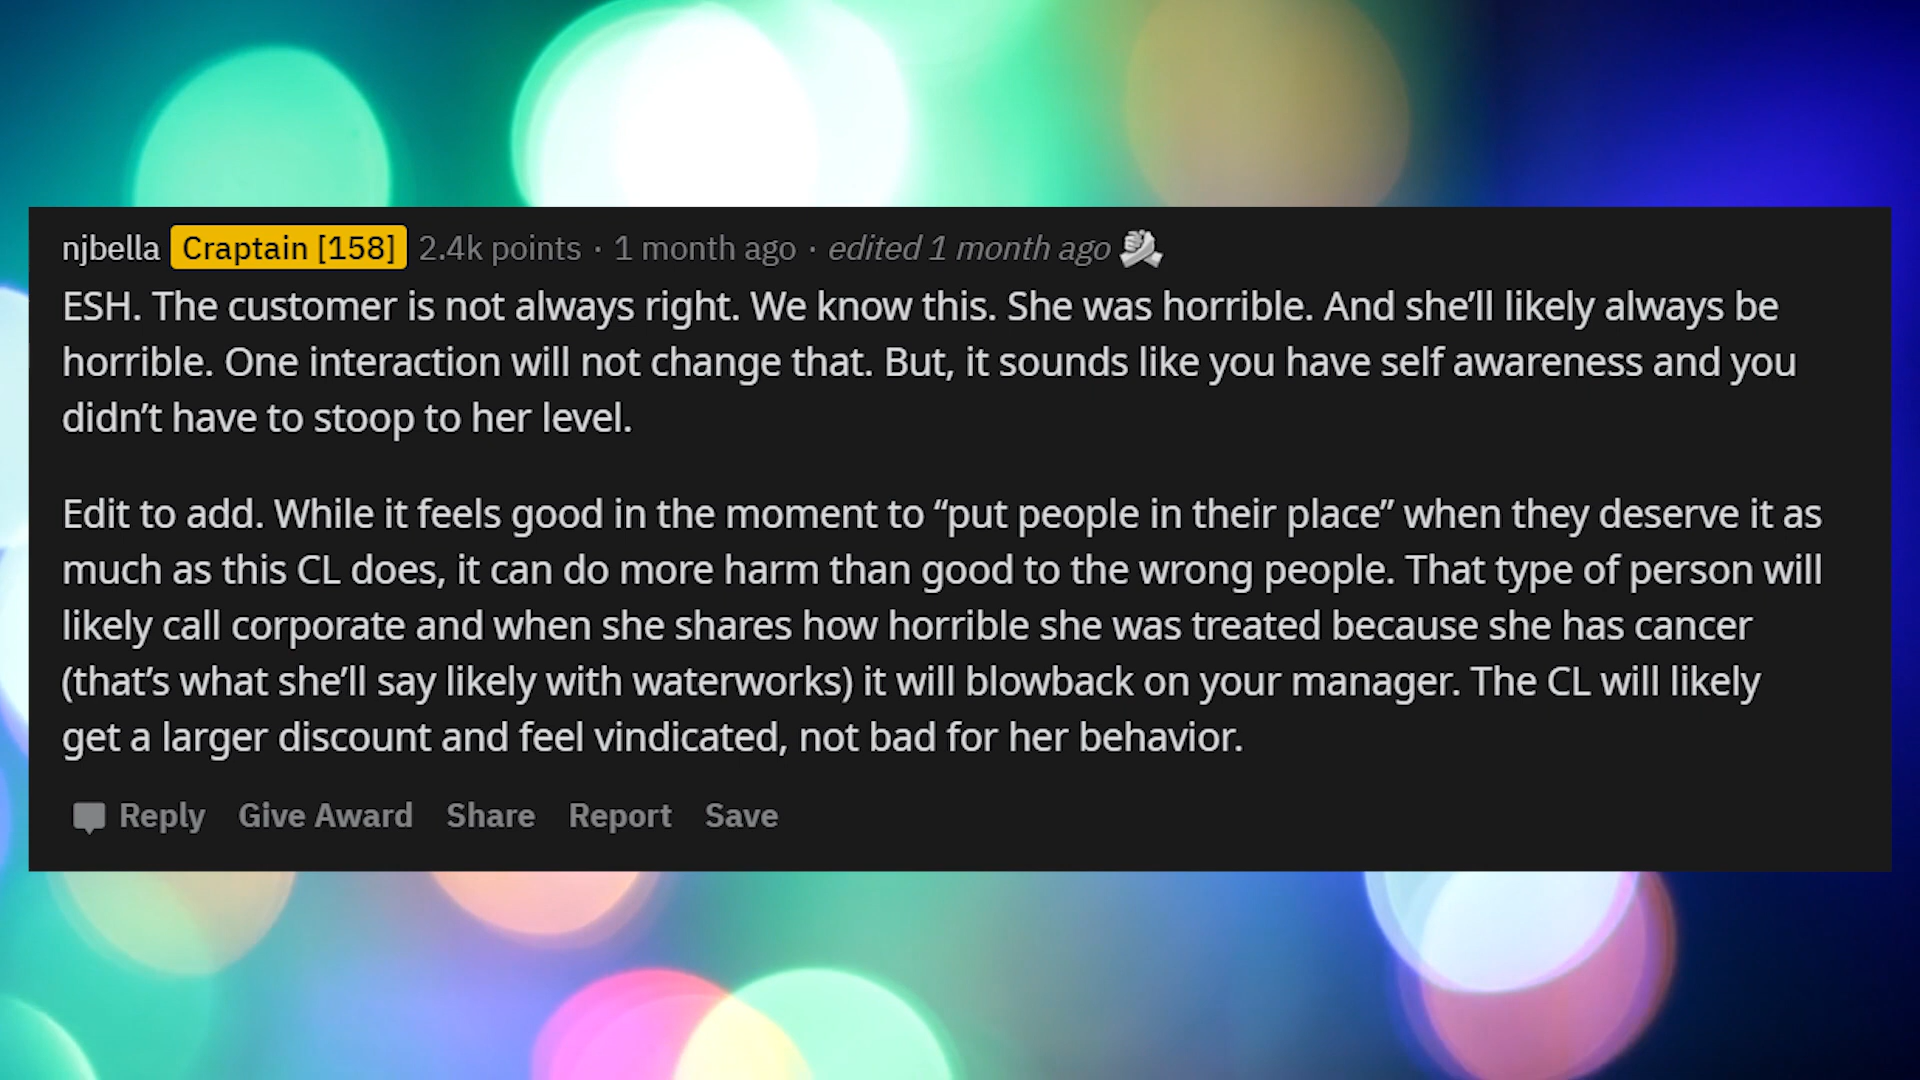 njbella Craptain [158] 2.4k points · 1 month ago · edited 1 month ago
ESH. The customer is not always right. We know this. She was horrible. And she’ll likely always be
horrible. One interaction will not change that. But, it sounds like you have self awareness and you
didn’t have to stoop to her level.
Edit to add. While it feels good in the moment to “put people in their place” when they deserve it as
much as this CL does, it can do more harm than good to the wrong people. That type of person will
likely call corporate and when she shares how horrible she was treated because she has cancer
(that’s what she’ll say likely with waterworks) it will blowback on your manager. The CL will likely
get a larger discount and feel vindicated, not bad for her behavior.
Reply Give Award Share Report Save